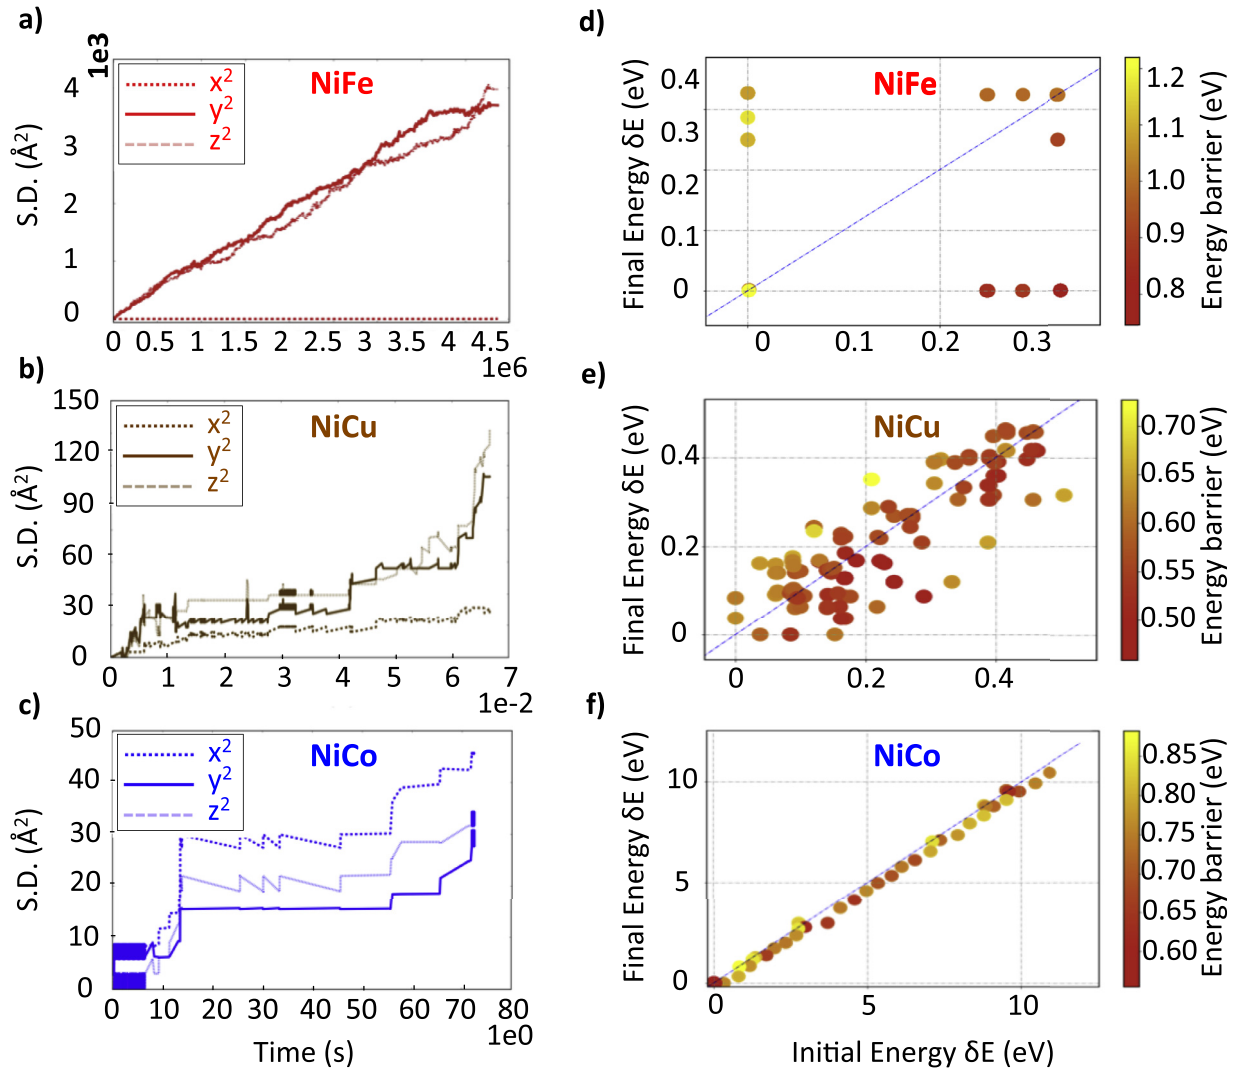 a)
1e3
S.D. (Å²)
4
3
2
1
0
x²
y²
z²
NiFe
0 0.5 1 1.5 2 2.5 3 3.5 4 4.5
1e6
d)
Final Energy δE (eV)
0.4
0.3
0.2
0.1
0
NiFe
0 0.1 0.2 0.3
1.2
1.1
1.0
0.9
0.8
Energy barrier (eV)
b)
S.D. (Å²)
150
120
90
60
30
0
x²
y²
z²
NiCu
0 1 2 3 4 5 6 7
1e-2
e)
Final Energy δE (eV)
0.4
0.2
0
NiCu
0 0.2 0.4
0.70
0.65
0.60
0.55
0.50
Energy barrier (eV)
c)
S.D. (Å²)
50
40
30
20
10
0
x²
y²
z²
NiCo
0 10 20 30 40 50 60 70 80
1e0
Time (s)
f)
Final Energy δE (eV)
10
5
0
NiCo
0 5 10
Initial Energy δE (eV)
0.85
0.80
0.75
0.70
0.65
0.60
Energy barrier (eV)